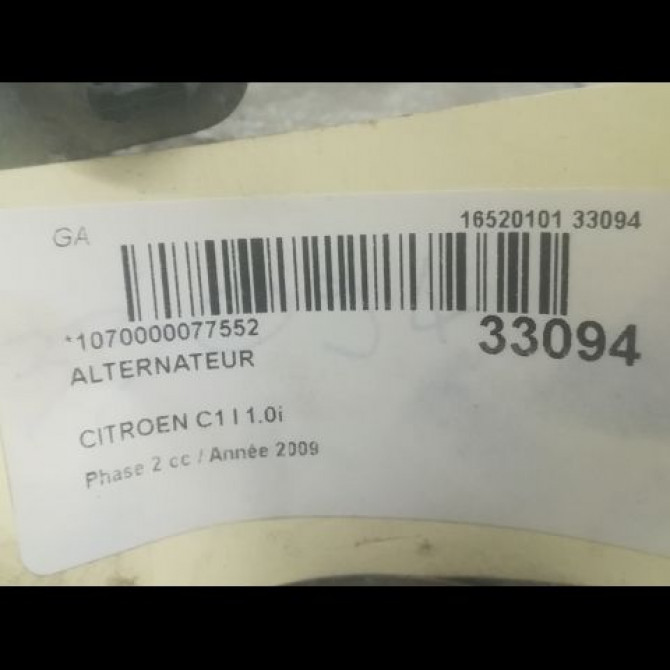 GA
16520101 33094
*1070000077552
33094
ALTERNATEUR
CITROEN C1 I 1.0i
Phase 2 cc / Année 2009